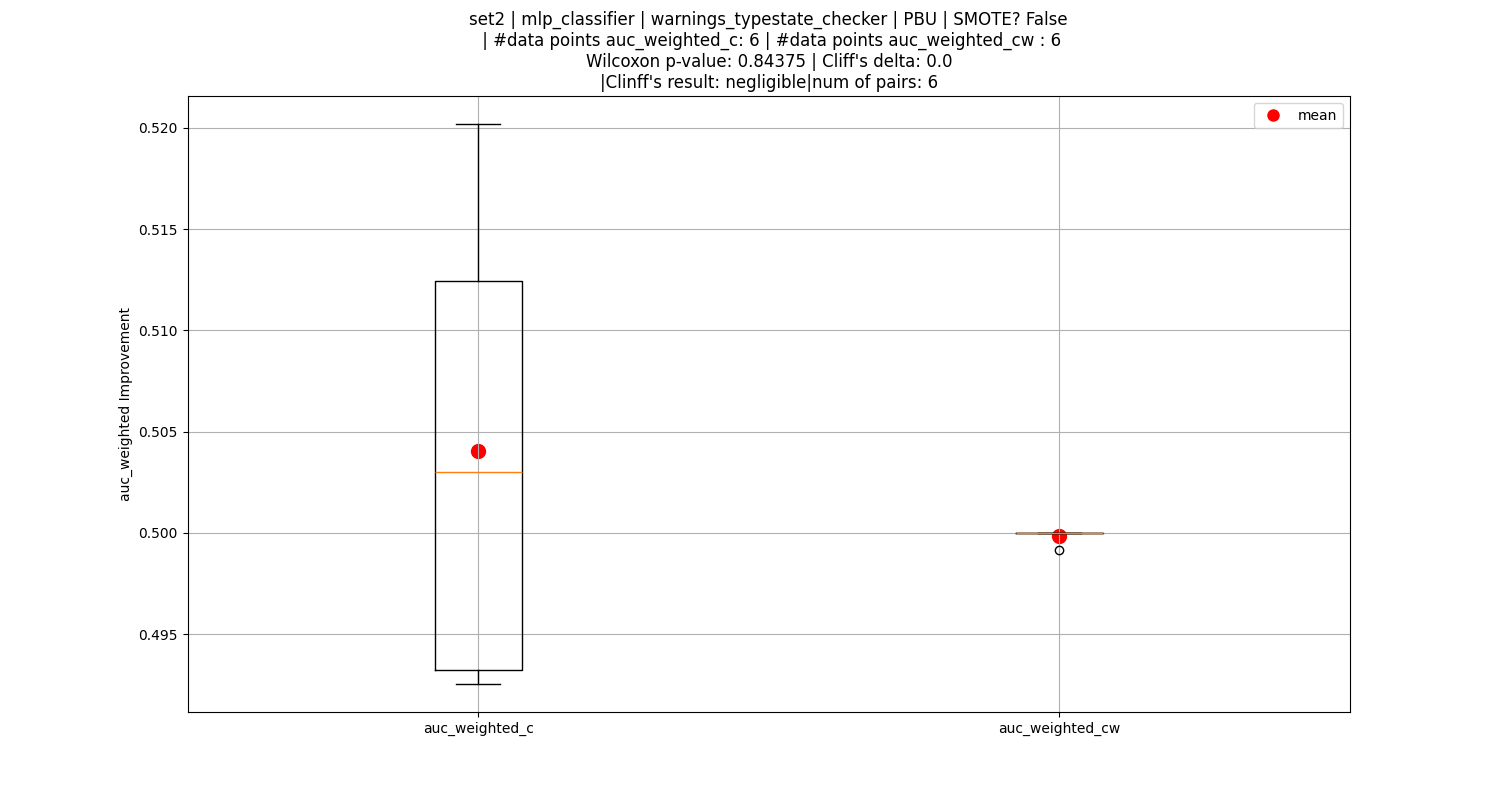 set2 | mlp_classifier | warnings_typestate_checker | PBU | SMOTE? False
| #data points auc_weighted_c: 6 | #data points auc_weighted_cw : 6
Wilcoxon p-value: 0.84375 | Cliff's delta: 0.0
|Clinff's result: negligible|num of pairs: 6
mean
0.520
0.515
0.510
0.505
0.500
0.495
auc_weighted Improvement
auc_weighted_c
auc_weighted_cw